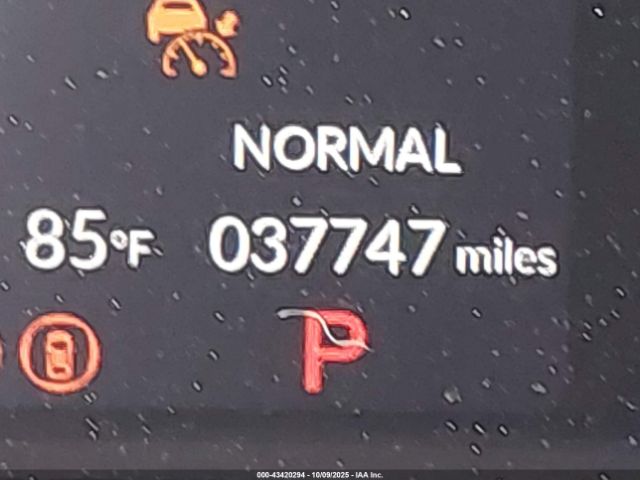 NORMAL
85°F 037747 miles
P
000-43420294 - 10/09/2025 - IAA Inc.